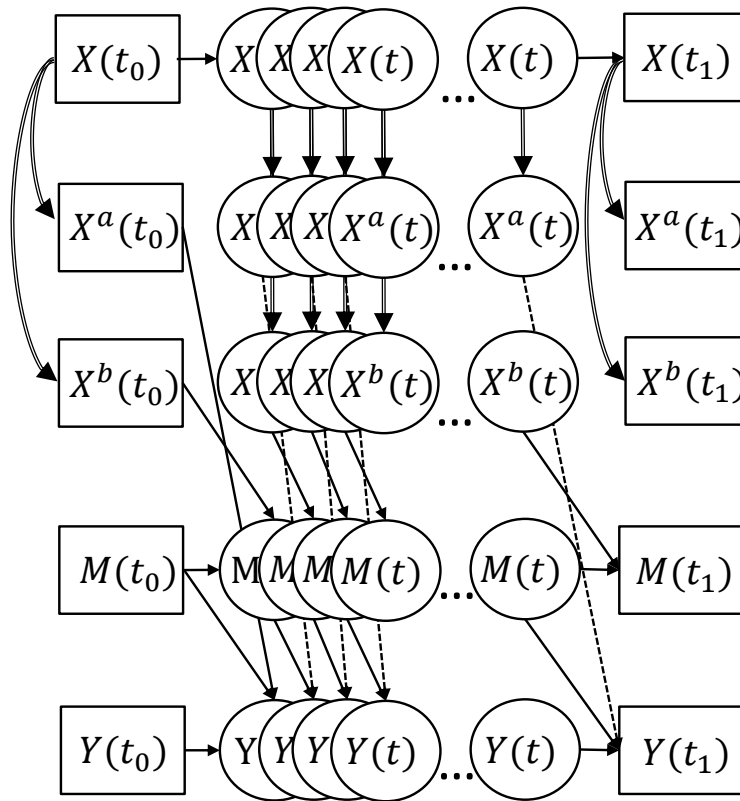 X(t₀) X X X X(t) ... X(t) X(t₁)
Xᵃ(t₀) X X X Xᵃ(t) ... Xᵃ(t) Xᵃ(t₁)
Xᵇ(t₀) X X X Xᵇ(t) ... Xᵇ(t) Xᵇ(t₁)
M(t₀) M M M M(t) ... M(t) M(t₁)
Y(t₀) Y Y Y Y(t) ... Y(t) Y(t₁)